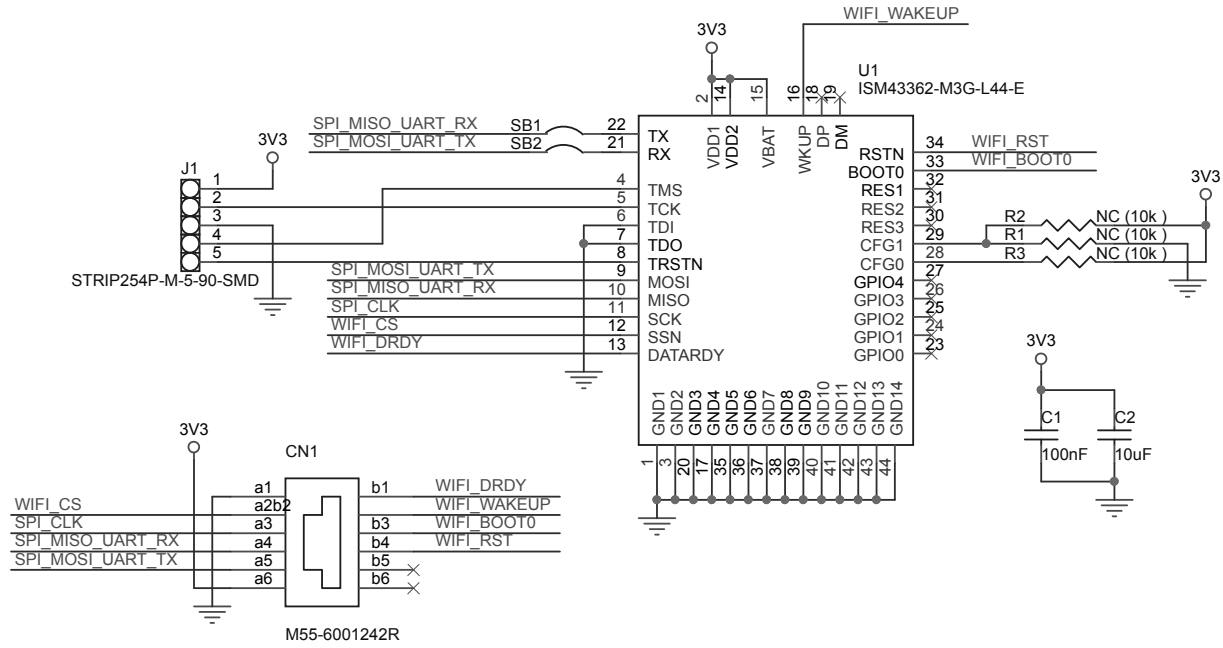 WIFI_WAKEUP
3V3
U1
ISM43362-M3G-L44-E
2
14
15
16
18
19
VDD1
VDD2
VBAT
WKUP
DP
DM
SPI_MISO_UART_RX
SB1
22
TX
SPI_MOSI_UART_TX
SB2
21
RX
3V3
J1
1
2
3
4
5
STRIP254P-M-5-90-SMD
4
TMS
5
TCK
6
TDI
7
TDO
8
TRSTN
SPI_MOSI_UART_TX
9
MOSI
SPI_MISO_UART_RX
10
MISO
SPI_CLK
11
SCK
WIFI_CS
12
SSN
WIFI_DRDY
13
DATARDY
RSTN
34
WIFI_RST
BOOT0
33
WIFI_BOOT0
RES1
32
RES2
31
RES3
30
CFG1
29
CFG0
28
GPIO4
27
GPIO3
26
GPIO2
25
GPIO1
24
GPIO0
23
3V3
R2
NC (10k )
R1
NC (10k )
R3
NC (10k )
GND1
GND2
GND3
GND4
GND5
GND6
GND7
GND8
GND9
GND10
GND11
GND12
GND13
GND14
1
3
20
17
35
36
37
38
39
40
41
42
43
44
3V3
C1
100nF
C2
10uF
3V3
CN1
a1
b1
WIFI_DRDY
WIFI_CS
a2b2
WIFI_WAKEUP
SPI_CLK
a3
b3
WIFI_BOOT0
SPI_MISO_UART_RX
a4
b4
WIFI_RST
SPI_MOSI_UART_TX
a5
b5
a6
b6
M55-6001242R